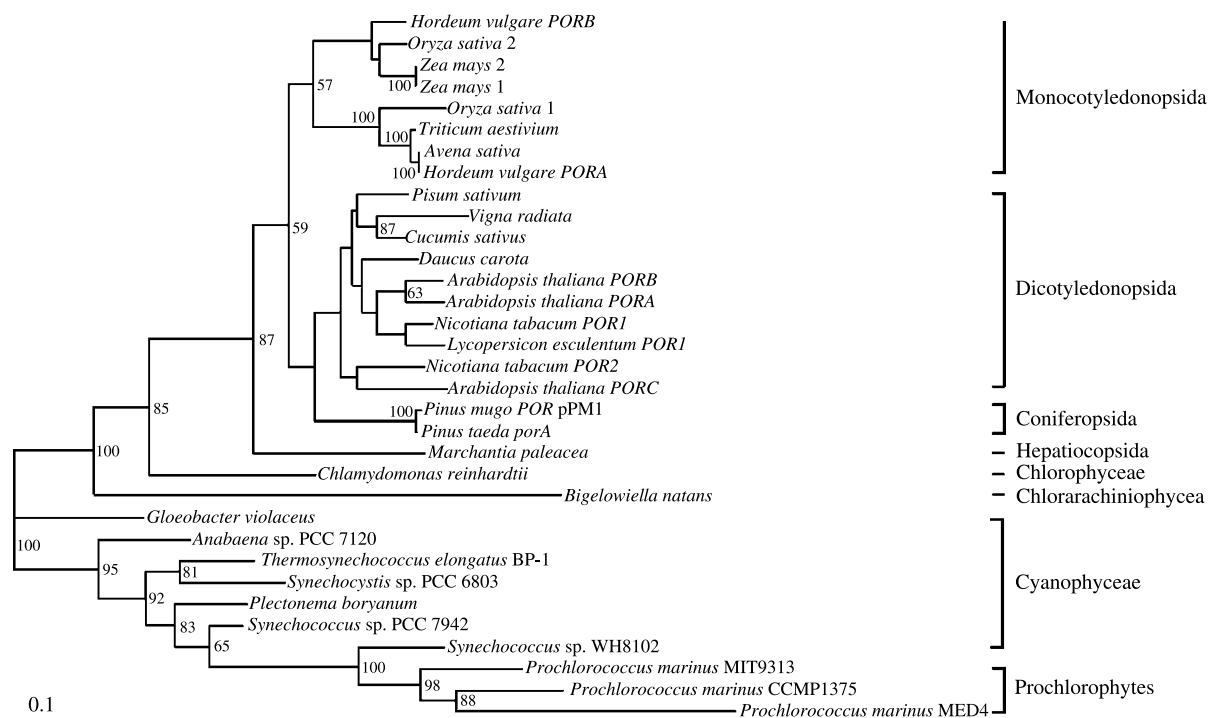 Hordeum vulgare PORB
Oryza sativa 2
Zea mays 2
100
Zea mays 1
57
Monocotyledonopsida
Oryza sativa 1
100
Triticum aestivium
100
Avena sativa
100
Hordeum vulgare PORA
Pisum sativum
Vigna radiata
87
Cucumis sativus
59
Daucus carota
Arabidopsis thaliana PORB
63
Arabidopsis thaliana PORA
Dicotyledonopsida
Nicotiana tabacum POR1
Lycopersicon esculentum POR1
87
Nicotiana tabacum POR2
Arabidopsis thaliana PORC
100
Pinus mugo POR pPM1
Pinus taeda porA
Coniferopsida
85
Marchantia paleacea
Hepatiocopsida
100
Chlamydomonas reinhardtii
Chlorophyceae
Bigelowiella natans
Chlorarachiniophycea
Gloeobacter violaceus
100
Anabaena sp. PCC 7120
95
Thermosynechococcus elongatus BP-1
81
Synechocystis sp. PCC 6803
Cyanophyceae
92
Plectonema boryanum
83
Synechococcus sp. PCC 7942
65
Synechococcus sp. WH8102
100
Prochlorococcus marinus MIT9313
98
Prochlorococcus marinus CCMP1375
Prochlorophytes
88
Prochlorococcus marinus MED4
0.1